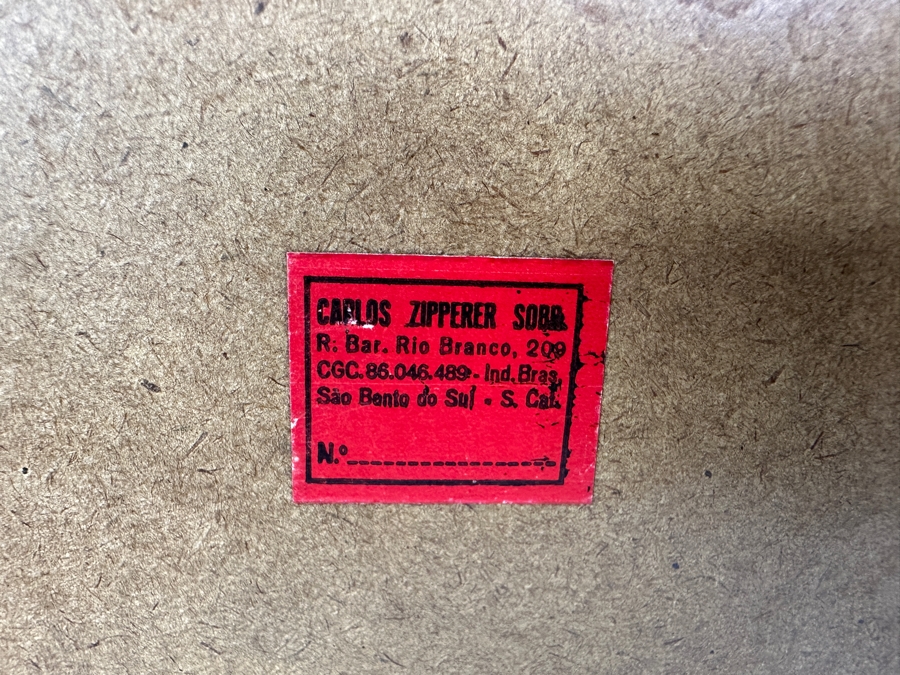 CARLOS ZIPPERER SOBR.
R. Bar. Rio Branco, 209
CGC. 86.046.489 - Ind. Bras.
São Bento do Sul - S. Cat.
N.º